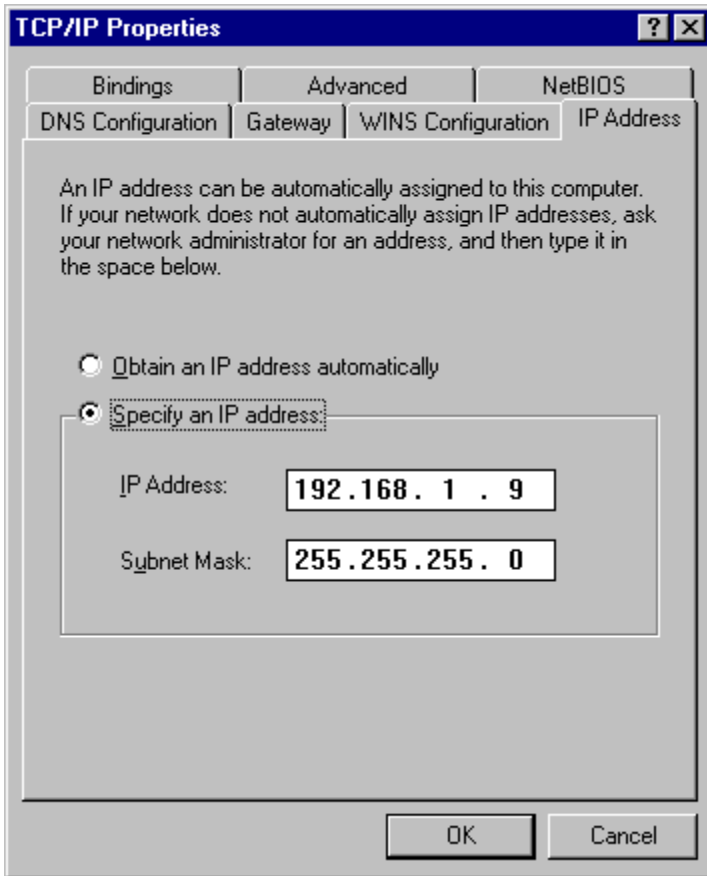 TCP/IP Properties
? X
Bindings Advanced NetBIOS
DNS Configuration Gateway WINS Configuration IP Address
An IP address can be automatically assigned to this computer.
If your network does not automatically assign IP addresses, ask
your network administrator for an address, and then type it in
the space below.
Obtain an IP address automatically
Specify an IP address:
IP Address: 192.168. 1 . 9
Subnet Mask: 255.255.255. 0
OK Cancel